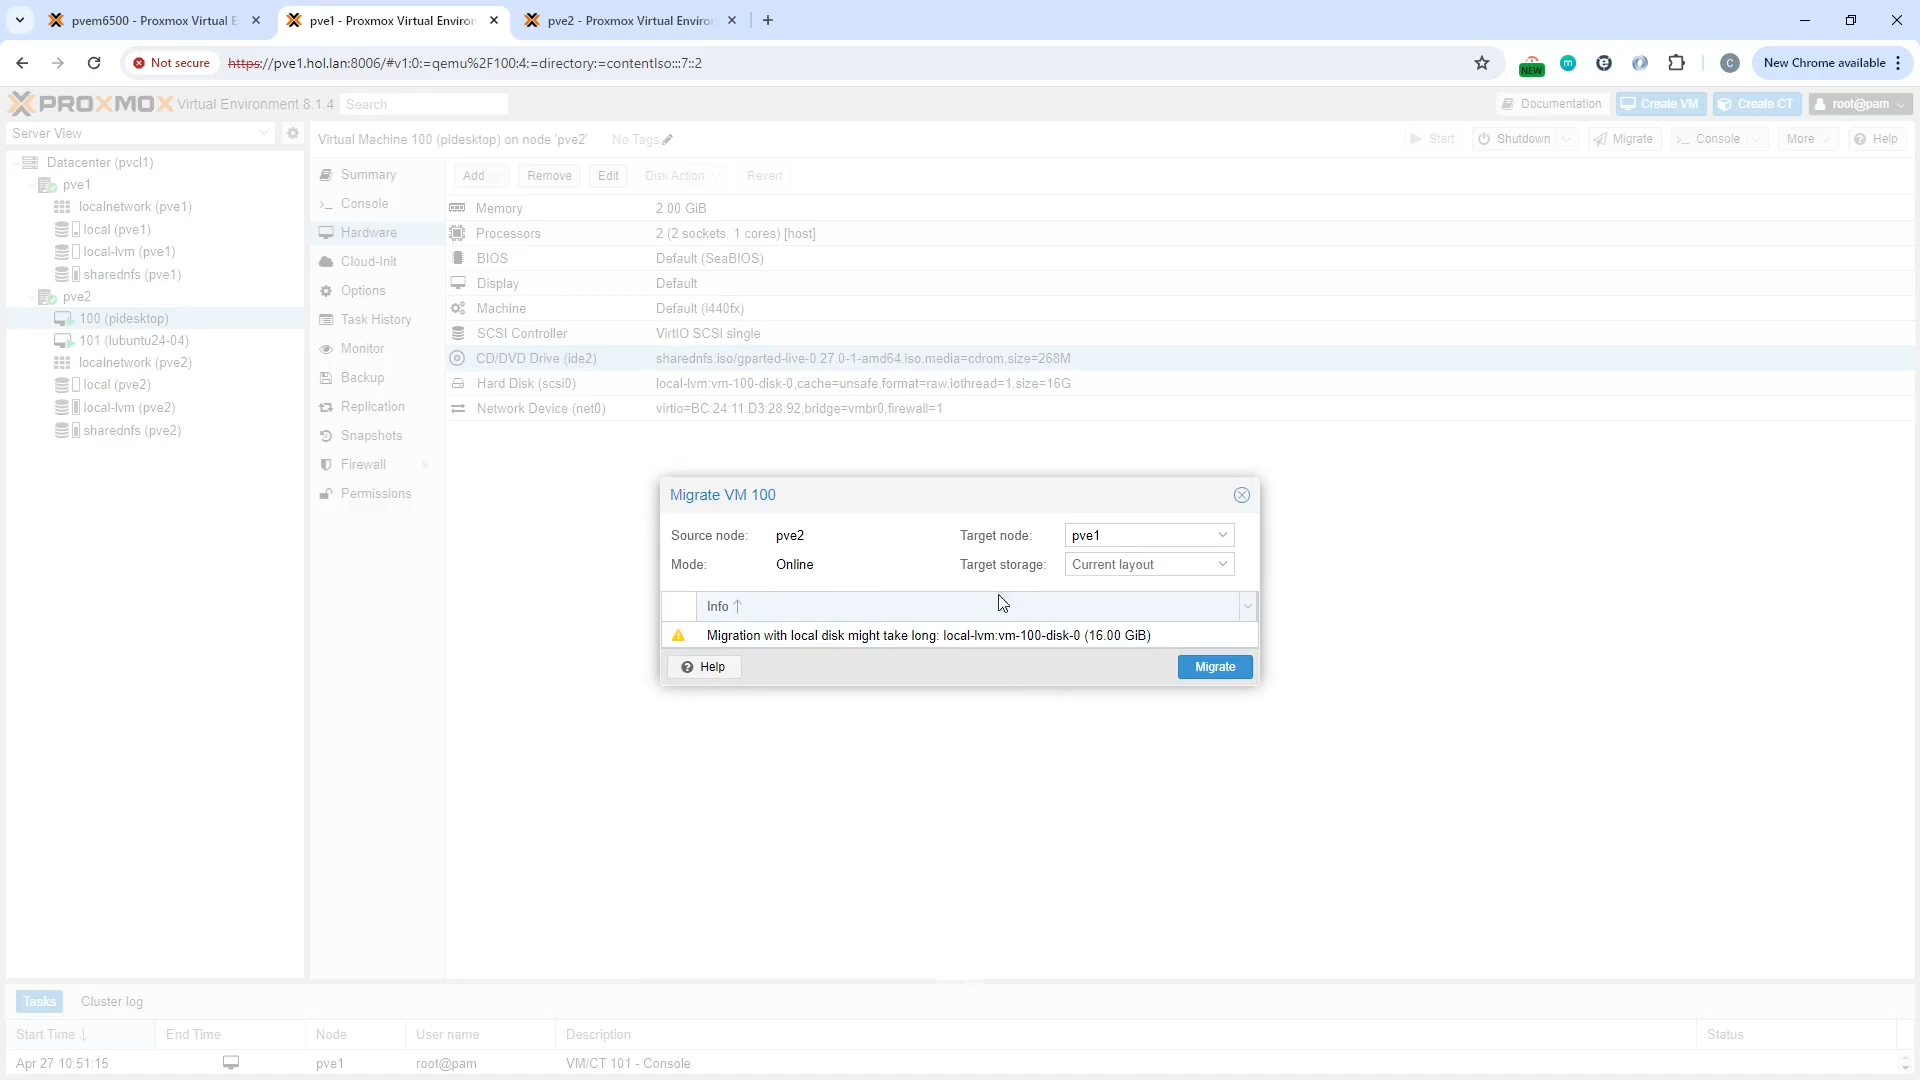 pvem6500 - Proxmox Virtual E
pve1 - Proxmox Virtual Environ
pve2 - Proxmox Virtual Enviror
Not secure
https://pve1.hol.lan:8006/#v1:0:=qemu%2F100:4:=directory:=contentIso:::7::2
NEW
m
C
New Chrome available
PROXMOX Virtual Environment 8.1.4
Search
Documentation
Create VM
Create CT
root@pam
Server View
Virtual Machine 100 (pidesktop) on node 'pve2'
No Tags
Start
Shutdown
Migrate
Console
More
Help
Datacenter (pvcl1)
pve1
localnetwork (pve1)
local (pve1)
local-lvm (pve1)
sharednfs (pve1)
pve2
100 (pidesktop)
101 (lubuntu24-04)
localnetwork (pve2)
local (pve2)
local-lvm (pve2)
sharednfs (pve2)
Summary
Console
Hardware
Cloud-Init
Options
Task History
Monitor
Backup
Replication
Snapshots
Firewall
Permissions
Add
Remove
Edit
Disk Action
Revert
Memory 2.00 GiB
Processors 2 (2 sockets, 1 cores) [host]
BIOS Default (SeaBIOS)
Display Default
Machine Default (i440fx)
SCSI Controller VirtIO SCSI single
CD/DVD Drive (ide2) sharednfs:iso/gparted-live-0.27.0-1-amd64.iso,media=cdrom,size=268M
Hard Disk (scsi0) local-lvm:vm-100-disk-0,cache=unsafe,format=raw,iothread=1,size=16G
Network Device (net0) virtio=BC:24:11:D3:28:92,bridge=vmbr0,firewall=1
Migrate VM 100
Source node: pve2
Target node: pve1
Mode: Online
Target storage: Current layout
Info
Migration with local disk might take long: local-lvm:vm-100-disk-0 (16.00 GiB)
Help
Migrate
Tasks
Cluster log
Start Time
End Time
Node
User name
Description
Status
Apr 27 10:51:15
pve1
root@pam
VM/CT 101 - Console